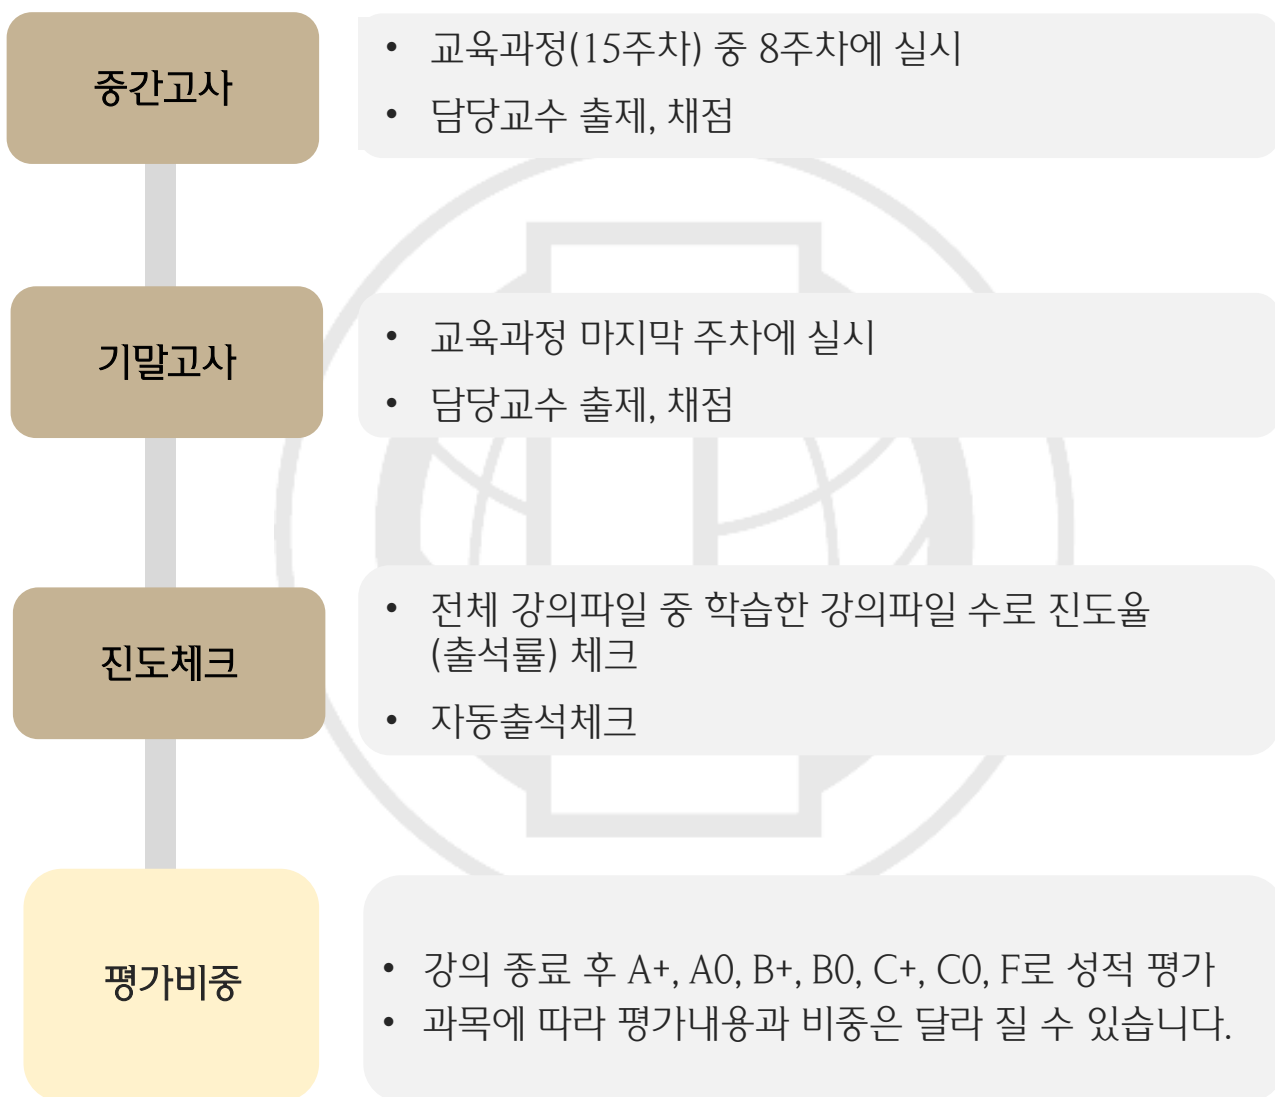 중간고사
• 교육과정(15주차) 중 8주차에 실시
• 담당교수 출제, 채점
기말고사
• 교육과정 마지막 주차에 실시
• 담당교수 출제, 채점
진도체크
• 전체 강의파일 중 학습한 강의파일 수로 진도율
(출석률) 체크
• 자동출석체크
평가비중
• 강의 종료 후 A+, A0, B+, B0, C+, C0, F로 성적 평가
• 과목에 따라 평가내용과 비중은 달라 질 수 있습니다.